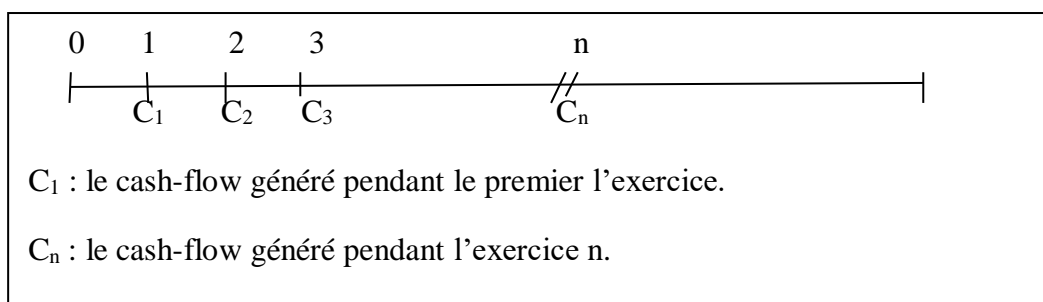 0 1 2 3 n
C₁ C₂ C₃ Cₙ
C₁ : le cash-flow généré pendant le premier l’exercice.
Cₙ : le cash-flow généré pendant l’exercice n.